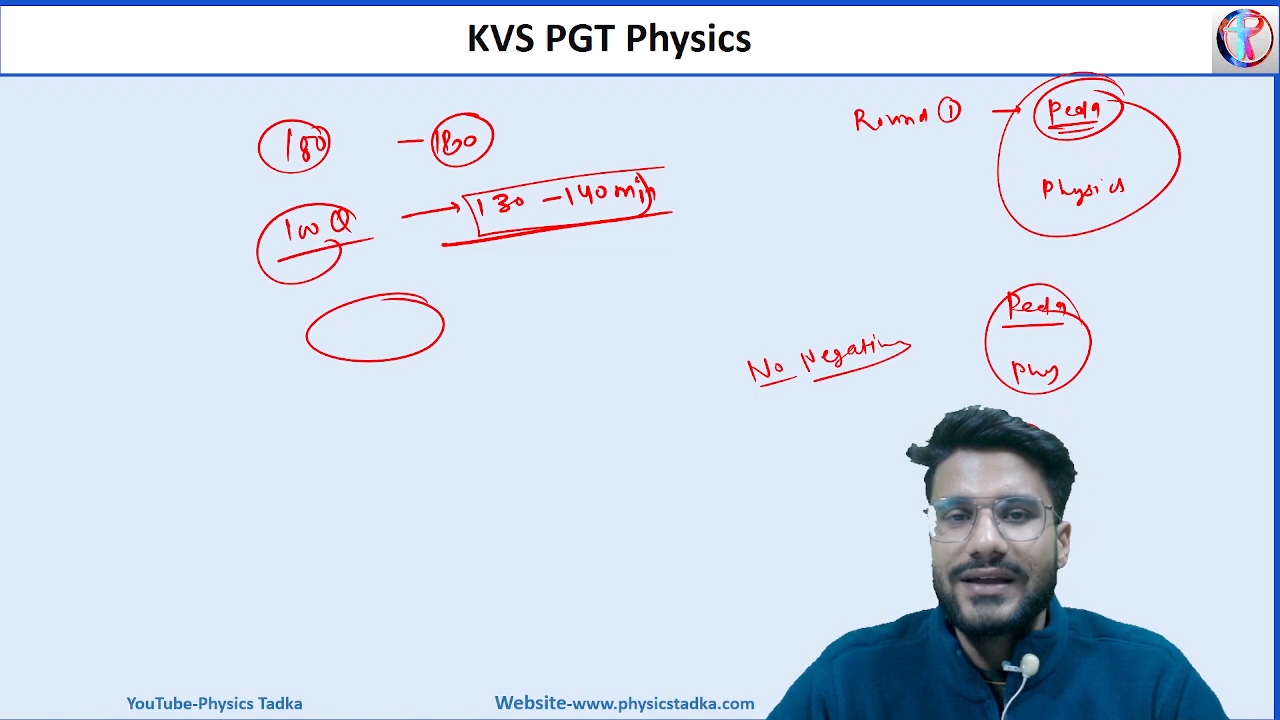 KVS PGT Physics
180 – 180
100 Q → 130 – 140 min
Round ① → Peda
Physics
Peda
Phy
No Negative
YouTube-Physics Tadka
Website-www.physicstadka.com